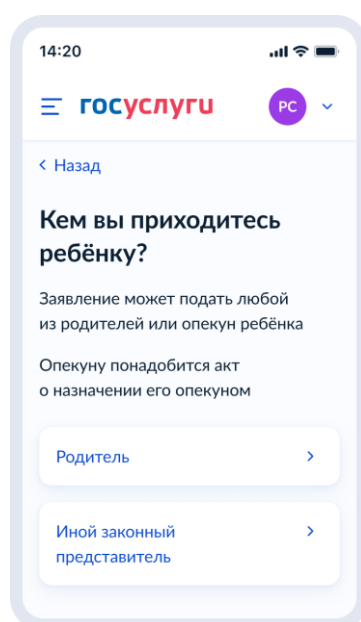 14:20
госуслуги
РС
Назад
Кем вы приходитесь
ребёнку?
Заявление может подать любой
из родителей или опекун ребёнка
Опекуну понадобится акт
о назначении его опекуном
Родитель
Иной законный
представитель